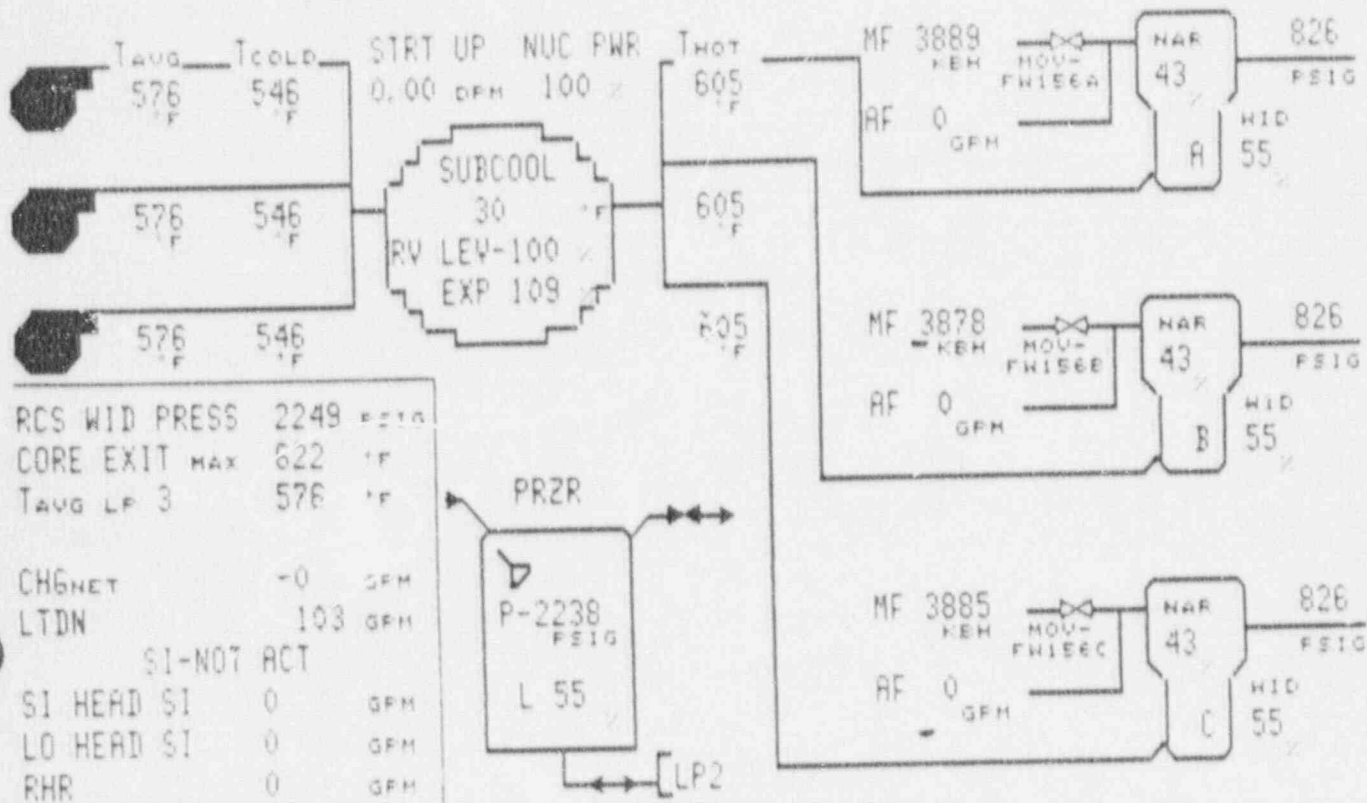 TAVG TCOLD STRT UP NUC PWR THOT
576 °F 546 °F 0.00 DPM 100 % 605 °F
SUBCOOL
30 °F
RV LEV-100 %
EXP 109 %
576 °F 546 °F 605 °F
576 °F 546 °F 605 °F
MF 3889 KBH
MOV-FW156A
AF 0 GPM
NAR
43 %
A
826 PSIG
WID
55 %
MF 3878 KBH
MOV-FW156B
AF 0 GPM
NAR
43 %
B
826 PSIG
WID
55 %
MF 3885 KBH
MOV-FW156C
AF 0 GPM
NAR
43 %
C
826 PSIG
WID
55 %
RCS WID PRESS 2249 PSIG
CORE EXIT MAX 622 °F
TAVG LP 3 576 °F
CHGNET -0 GPM
LTDN 103 GPM
SI-NOT ACT
SI HEAD SI 0 GPM
LO HEAD SI 0 GPM
RHR 0 GPM
PRZR
P-2238
PSIG
L 55 %
LP2